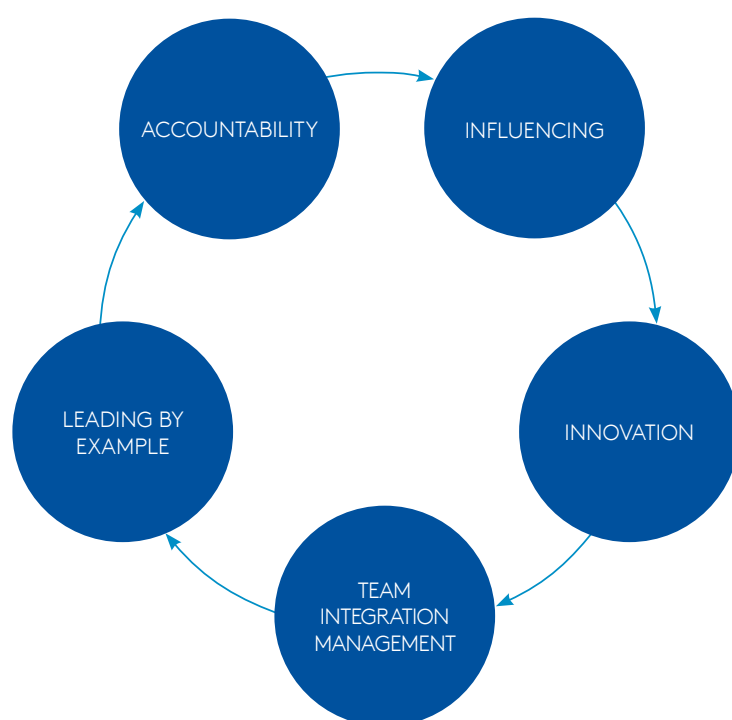 ACCOUNTABILITY
INFLUENCING
INNOVATION
TEAM
INTEGRATION
MANAGEMENT
LEADING BY
EXAMPLE